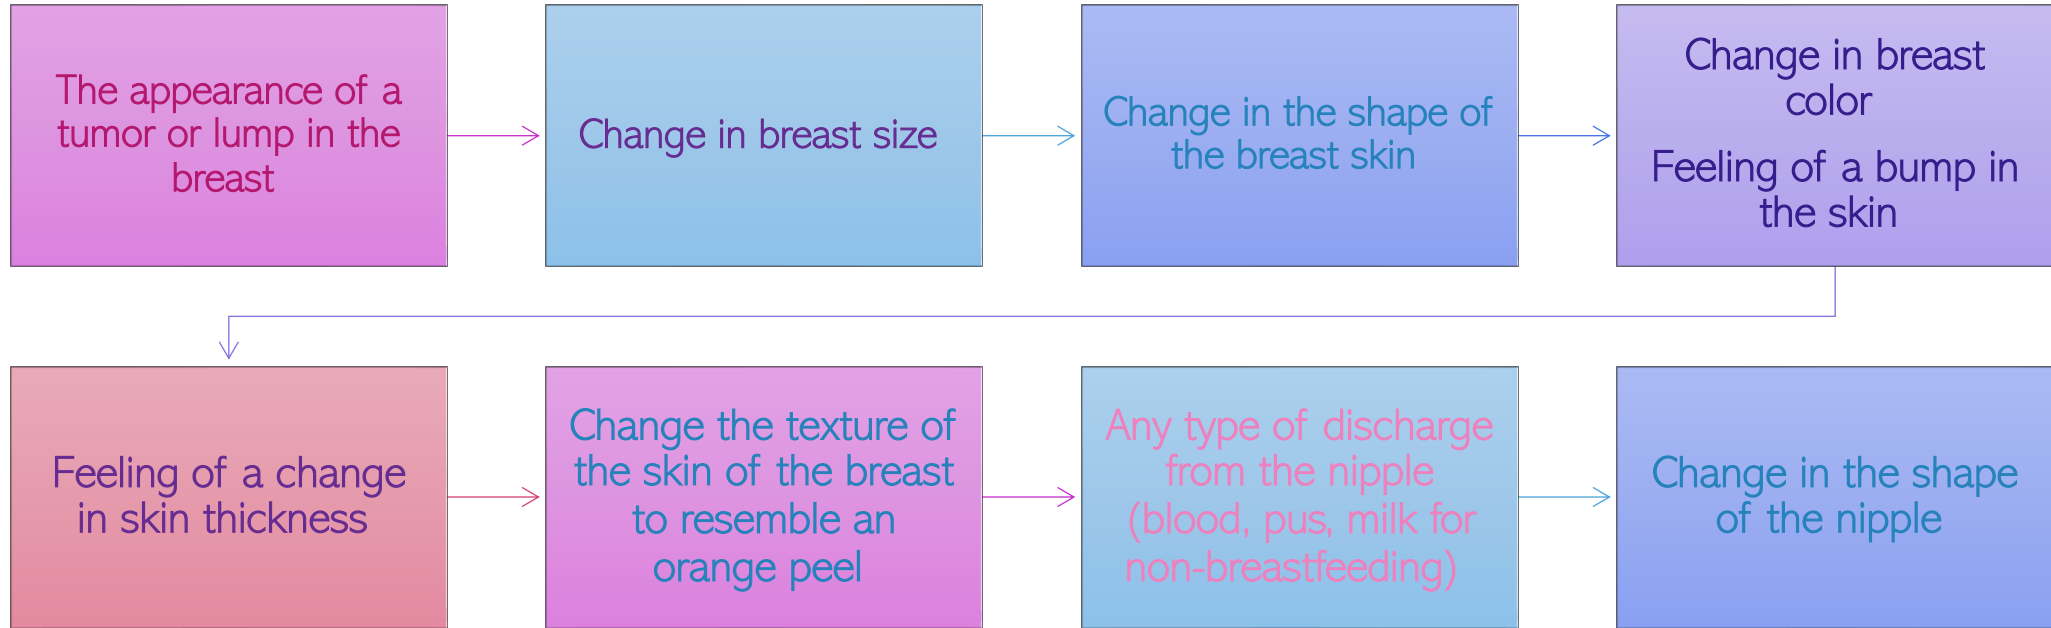 The appearance of a
tumor or lump in the
breast
Change in breast size
Change in the shape of
the breast skin
Change in breast
color
Feeling of a bump in
the skin
Feeling of a change
in skin thickness
Change the texture of
the skin of the breast
to resemble an
orange peel
Any type of discharge
from the nipple
(blood, pus, milk for
non-breastfeeding)
Change in the shape
of the nipple